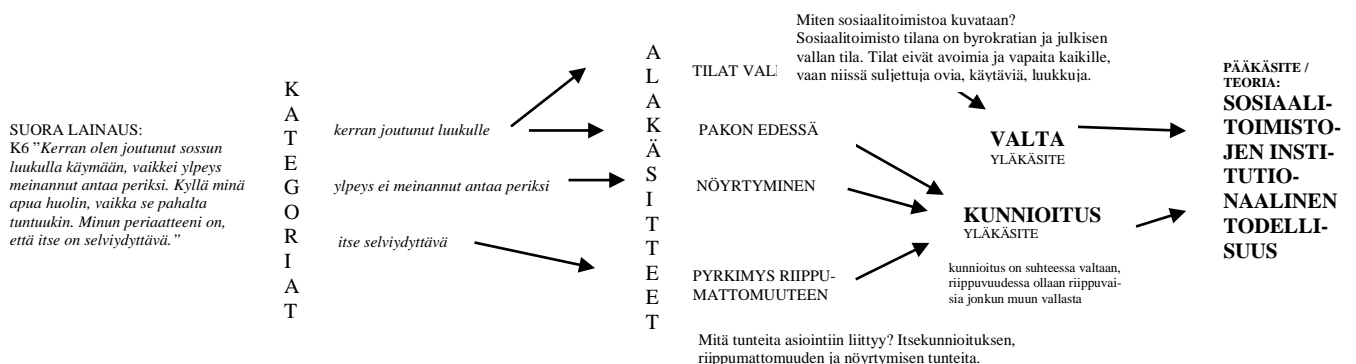 SUORA LAINAUS:
K6 ”Kerran olen joutunut sossun
luukulla käymään, vaikkei ylpeys
meinannut antaa periksi. Kyllä minä
apua huolin, vaikka se pahalta
tuntuukin. Minun periaatteeni on,
että itse on selviydyttävä.”
K
A
T
E
G
O
R
I
A
T
kerran joutunut luukulle
ylpeys ei meinannut antaa periksi
itse selviydyttävä
A
L
A
K
Ä
S
I
T
T
E
E
T
TILAT
PAKON EDESSÄ
NÖYRTYMINEN
PYRKIMYS RIIPPU-
MATTOMUUTEEN
Miten sosiaalitoimistoa kuvataan?
Sosiaalitoimisto tilana on byrokratian ja julkisen
vallan tila. Tilat eivät avoimia ja vapaita kaikille,
vaan niissä suljettuja ovia, käytäviä, luukkuja.
VALTA
YLÄKÄSITE
KUNNIOITUS
YLÄKÄSITE
kunnioitus on suhteessa valtaan,
riippuvuudessa ollaan riippuvai-
sia jonkun muun vallasta
Mitä tunteita asiointiin liittyy? Itsekunnioituksen,
riippumattomuuden ja nöyrtymisen tunteita.
PÄÄKÄSITE /
TEORIA:
SOSIAALI-
TOIMISTO-
JEN INSTI-
TUTIO-
NAALINEN
TODELLI-
SUUS